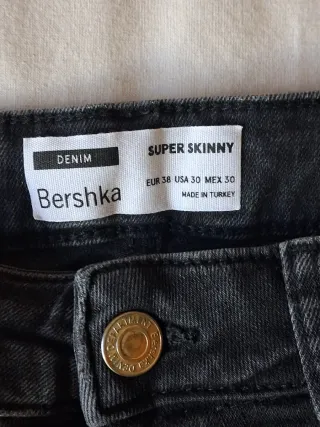 DENIM
SUPER SKINNY
Bershka
EUR 38 USA 30 MEX 30
MADE IN TURKEY